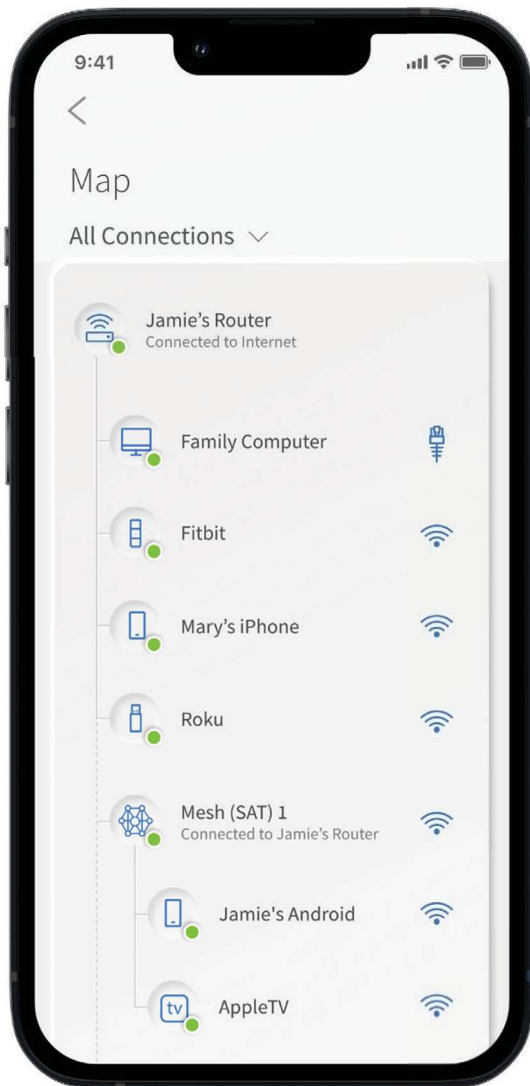 9:41
Map
All Connections
Jamie’s Router
Connected to Internet
Family Computer
Fitbit
Mary’s iPhone
Roku
Mesh (SAT) 1
Connected to Jamie’s Router
Jamie's Android
tv
AppleTV